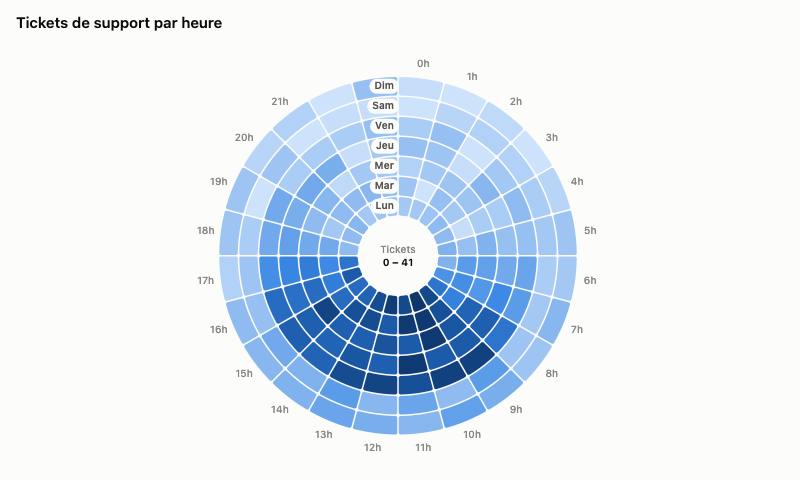 Tickets de support par heure
0h
1h
2h
3h
4h
5h
6h
7h
8h
9h
10h
11h
12h
13h
14h
15h
16h
17h
18h
19h
20h
21h
Dim
Sam
Ven
Jeu
Mer
Mar
Lun
Tickets
0 – 41